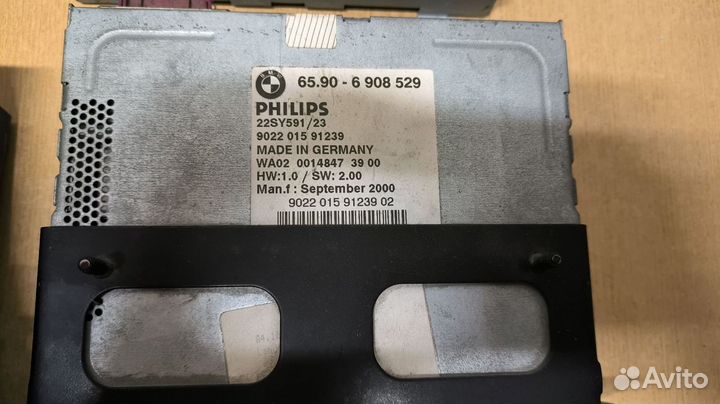 BMW
65.90 - 6 908 529
PHILIPS
22SY591/23
9022 015 91239
MADE IN GERMANY
WA02 0014847 39 00
HW:1.0 / SW: 2.00
Man.f : September 2000
9022 015 91239 02
Avito